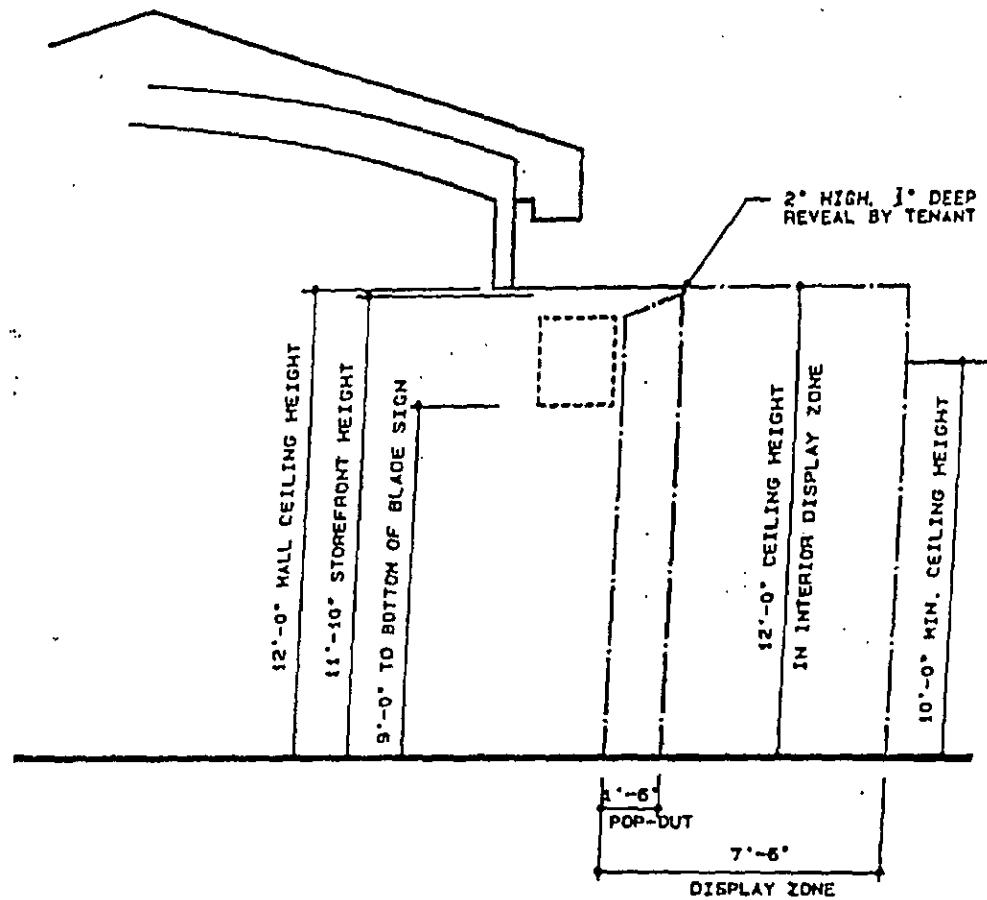 2" HIGH, 1" DEEP
REVEAL BY TENANT
12'-0" MALL CEILING HEIGHT
11'-10" STOREFRONT HEIGHT
9'-0" TO BOTTOM OF BLADE SIGN
12'-0" CEILING HEIGHT
IN INTERIOR DISPLAY ZONE
10'-0" MIN. CEILING HEIGHT
1'-6"
POP-OUT
7'-6"
DISPLAY ZONE